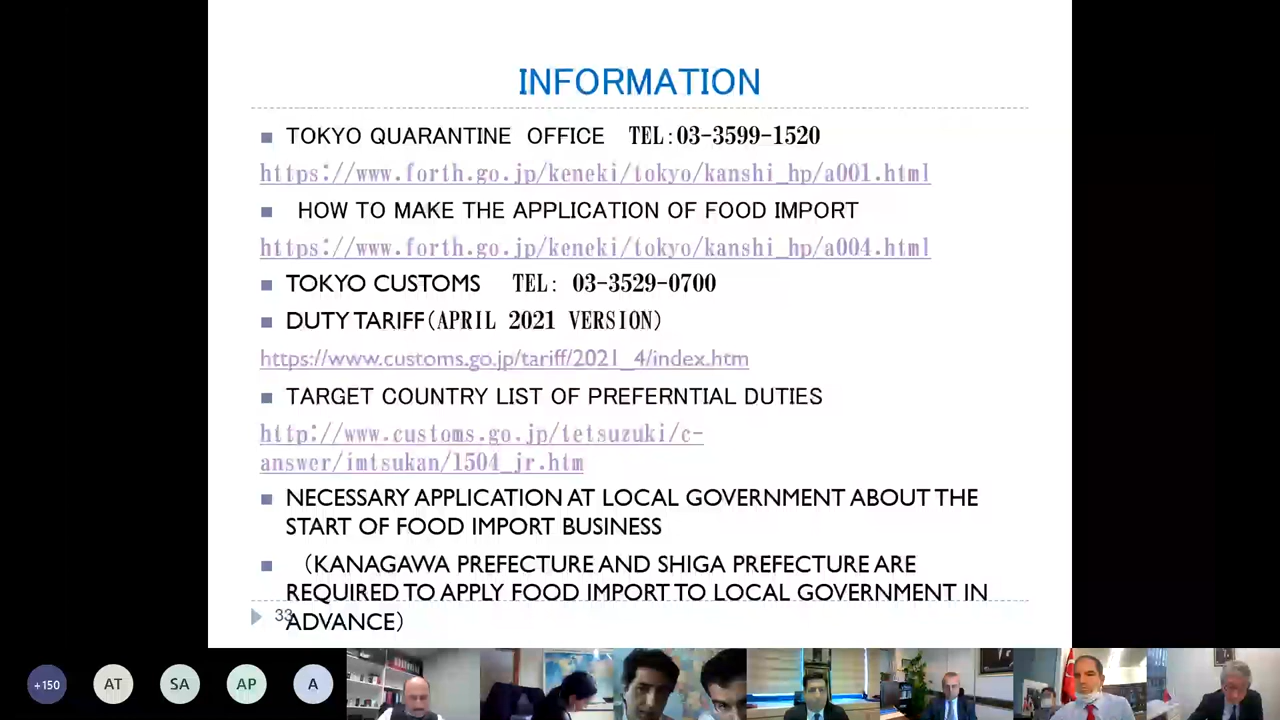 INFORMATION
TOKYO QUARANTINE OFFICE TEL:03-3599-1520
https://www.forth.go.jp/keneki/tokyo/kanshi_hp/a001.html
HOW TO MAKE THE APPLICATION OF FOOD IMPORT
https://www.forth.go.jp/keneki/tokyo/kanshi_hp/a004.html
TOKYO CUSTOMS TEL: 03-3529-0700
DUTY TARIFF(APRIL 2021 VERSION)
https://www.customs.go.jp/tariff/2021_4/index.htm
TARGET COUNTRY LIST OF PREFERNTIAL DUTIES
http://www.customs.go.jp/tetsuzuki/c-
answer/imtsukan/1504_jr.htm
NECESSARY APPLICATION AT LOCAL GOVERNMENT ABOUT THE
START OF FOOD IMPORT BUSINESS
(KANAGAWA PREFECTURE AND SHIGA PREFECTURE ARE
REQUIRED TO APPLY FOOD IMPORT TO LOCAL GOVERNMENT IN
ADVANCE)
33
+150 AT SA AP A